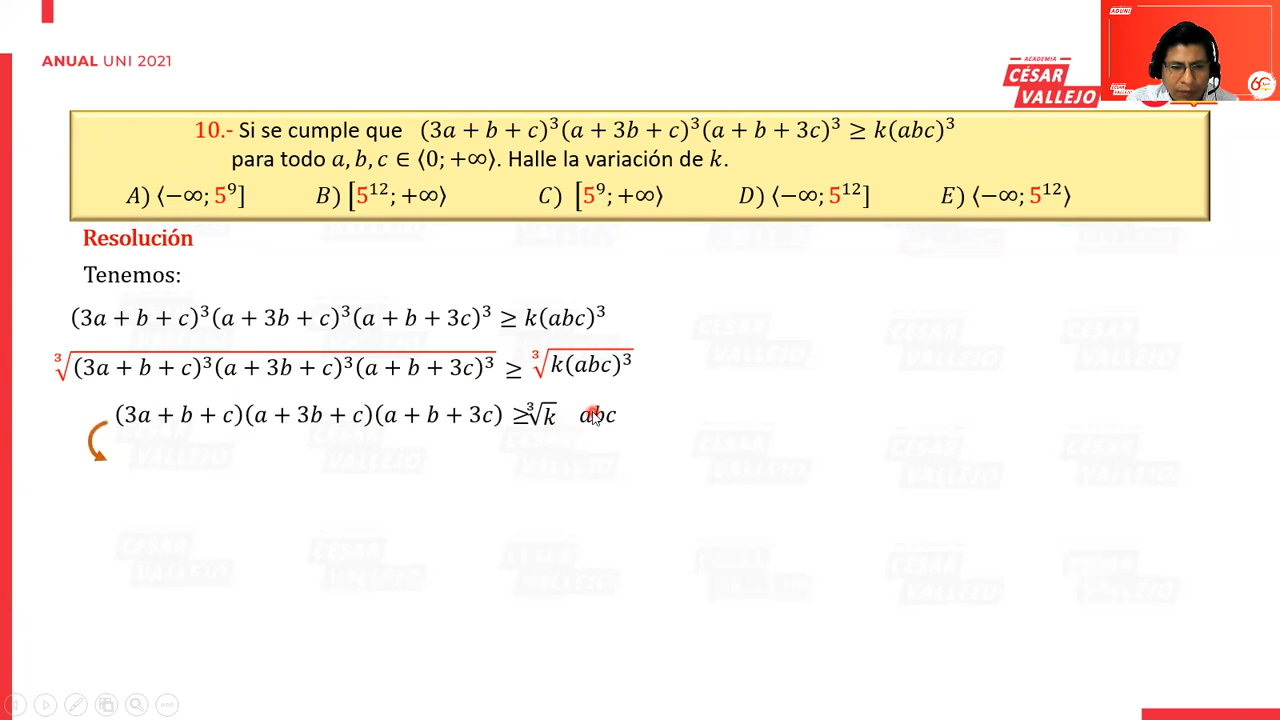 ADUNI
ANUAL UNI 2021
ACADEMIA
CÉSAR
VALLEJO
60
10.- Si se cumple que (3a + b + c)³(a + 3b + c)³(a + b + 3c)³ ≥ k(abc)³
para todo a, b, c ∈ ⟨0; +∞⟩. Halle la variación de k.
A) ⟨−∞; 5⁹] B) [5¹²; +∞⟩ C) [5⁹; +∞⟩ D) ⟨−∞; 5¹²] E) ⟨−∞; 5¹²⟩
Resolución
Tenemos:
(3a + b + c)³(a + 3b + c)³(a + b + 3c)³ ≥ k(abc)³
∛(3a + b + c)³(a + 3b + c)³(a + b + 3c)³ ≥ ∛k(abc)³
(3a + b + c)(a + 3b + c)(a + b + 3c) ≥ ∛k abc